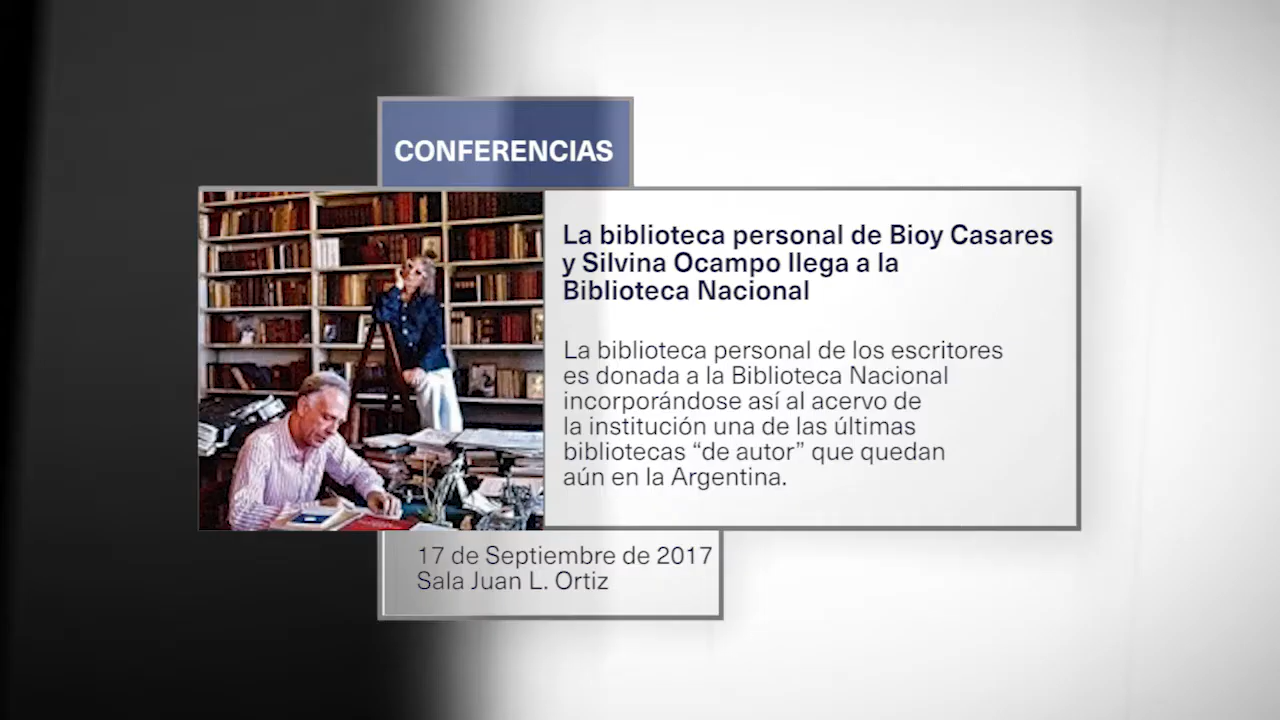 CONFERENCIAS
La biblioteca personal de Bioy Casares
y Silvina Ocampo llega a la
Biblioteca Nacional
La biblioteca personal de los escritores
es donada a la Biblioteca Nacional
incorporándose así al acervo de
la institución una de las últimas
bibliotecas “de autor” que quedan
aún en la Argentina.
17 de Septiembre de 2017
Sala Juan L. Ortiz